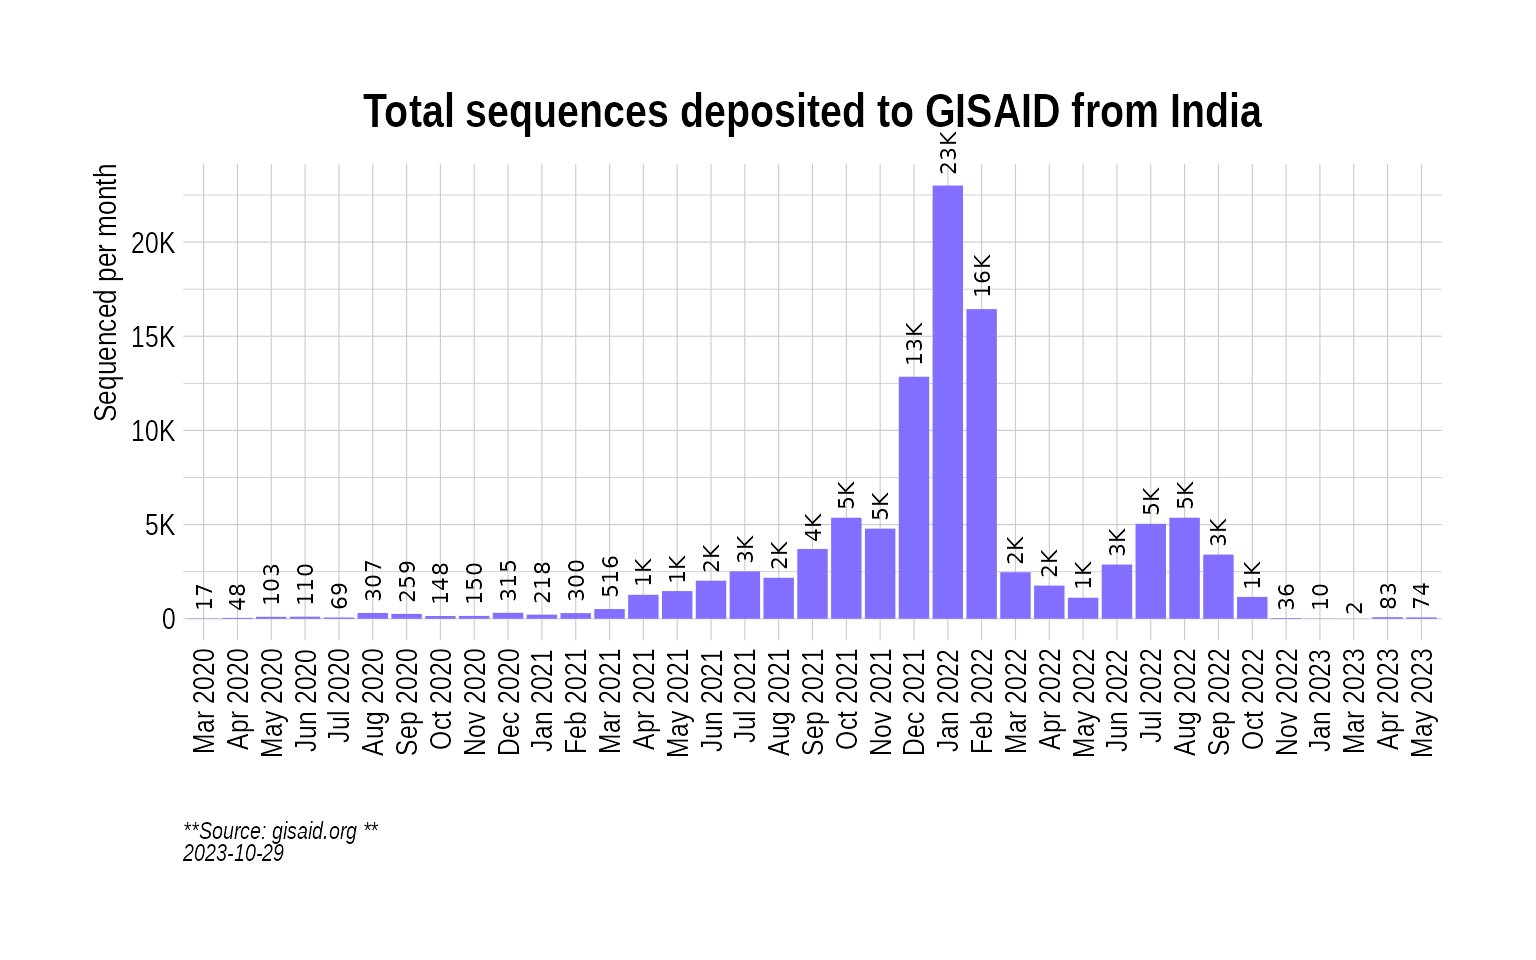 Total sequences deposited to GISAID from India
Sequenced per month
20K
15K
10K
5K
0
17
48
103
110
69
307
259
148
150
315
218
300
516
1K
1K
2K
3K
2K
4K
5K
5K
13K
23K
16K
2K
2K
1K
3K
5K
5K
3K
1K
36
10
2
83
74
Mar 2020
Apr 2020
May 2020
Jun 2020
Jul 2020
Aug 2020
Sep 2020
Oct 2020
Nov 2020
Dec 2020
Jan 2021
Feb 2021
Mar 2021
Apr 2021
May 2021
Jun 2021
Jul 2021
Aug 2021
Sep 2021
Oct 2021
Nov 2021
Dec 2021
Jan 2022
Feb 2022
Mar 2022
Apr 2022
May 2022
Jun 2022
Jul 2022
Aug 2022
Sep 2022
Oct 2022
Nov 2022
Jan 2023
Mar 2023
Apr 2023
May 2023
**Source: gisaid.org **
2023-10-29